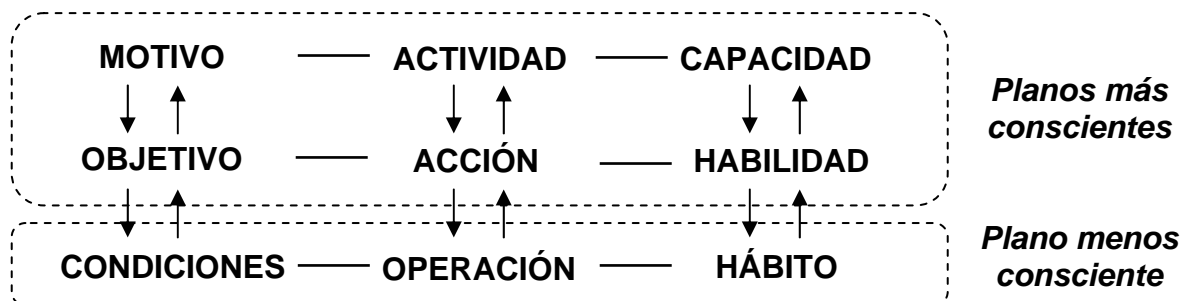 MOTIVO ACTIVIDAD CAPACIDAD
Planos más
conscientes
OBJETIVO ACCIÓN HABILIDAD
CONDICIONES OPERACIÓN HÁBITO
Plano menos
consciente